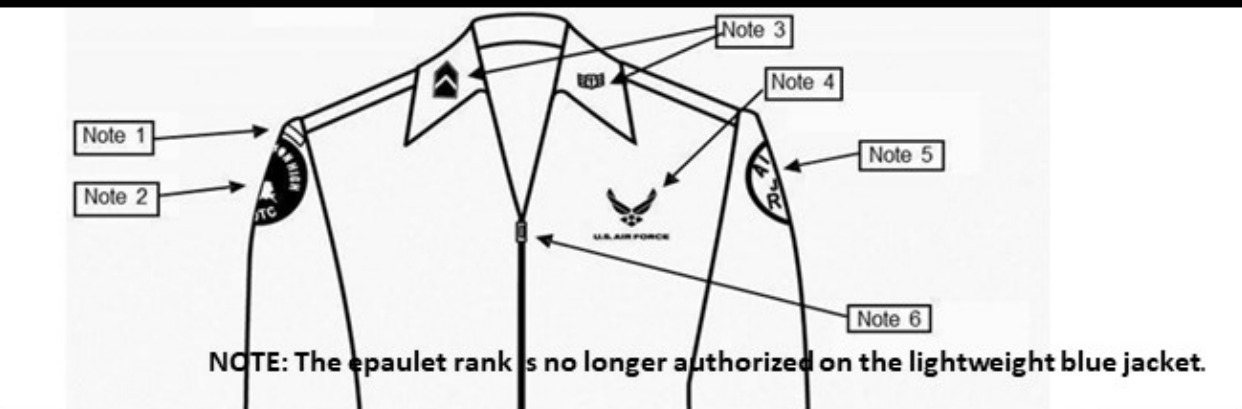 Note 3
Note 4
Note 1
Note 5
Note 2
U.S. AIR FORCE
Note 6
NOTE: The epaulet rank is no longer authorized on the lightweight blue jacket.